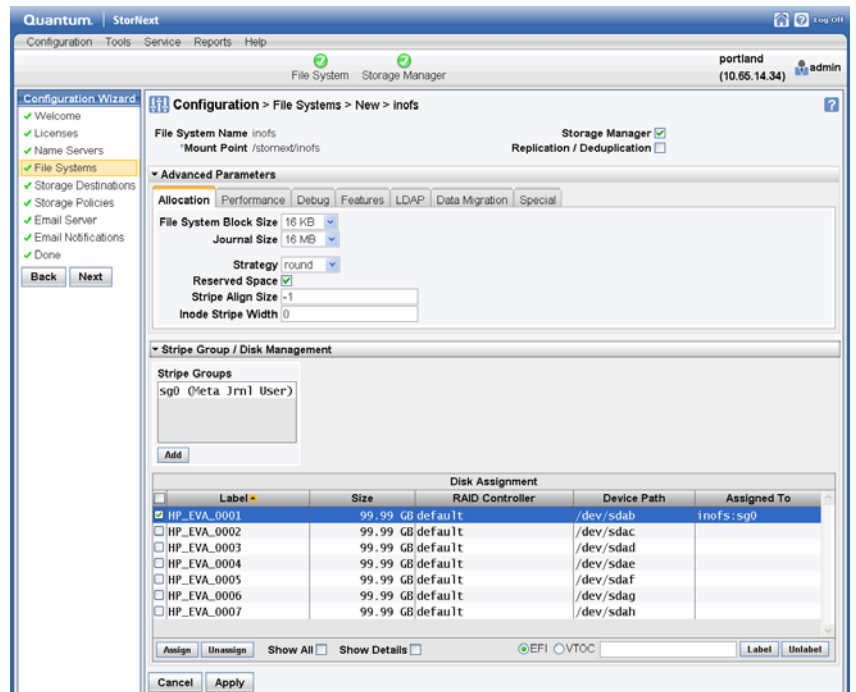 Quantum. StorNext Log Off
Configuration Tools Service Reports Help
File System Storage Manager portland (10.65.14.34) admin
Configuration Wizard
Welcome
Licenses
Name Servers
File Systems
Storage Destinations
Storage Policies
Email Server
Email Notifications
Done
Back Next
Configuration > File Systems > New > inofs ?
File System Name inofs Storage Manager
*Mount Point /stornext/inofs Replication / Deduplication
Advanced Parameters
Allocation Performance Debug Features LDAP Data Migration Special
File System Block Size 16 KB
Journal Size 16 MB
Strategy round
Reserved Space
Stripe Align Size -1
Inode Stripe Width 0
Stripe Group / Disk Management
Stripe Groups
sg0 (Meta Jrnl User)
Add
Disk Assignment
Label Size RAID Controller Device Path Assigned To
HP_EVA_0001 99.99 GB default /dev/sdab inofs:sg0
HP_EVA_0002 99.99 GB default /dev/sdac
HP_EVA_0003 99.99 GB default /dev/sdad
HP_EVA_0004 99.99 GB default /dev/sdae
HP_EVA_0005 99.99 GB default /dev/sdaf
HP_EVA_0006 99.99 GB default /dev/sdag
HP_EVA_0007 99.99 GB default /dev/sdah
Assign Unassign Show All Show Details EFI VTOC Label Unlabel
Cancel Apply